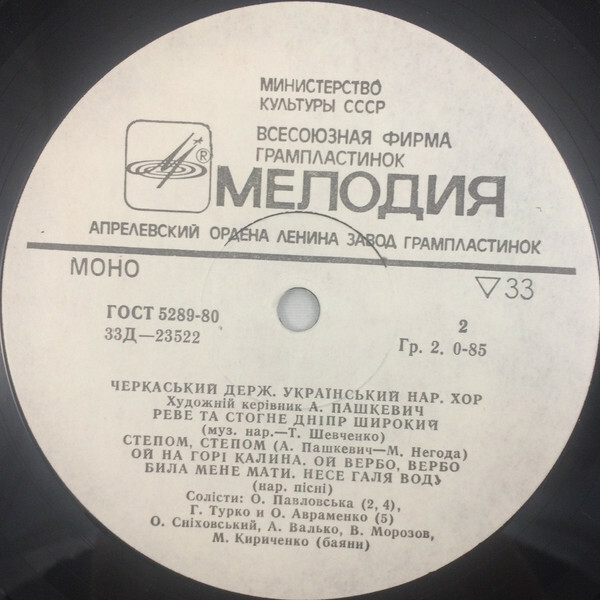 МИНИСТЕРСТВО
КУЛЬТУРЫ СССР
ВСЕСОЮЗНАЯ ФИРМА
ГРАМПЛАСТИНОК
® МЕЛОДИЯ
АПРЕЛЕВСКИЙ ОРДЕНА ЛЕНИНА ЗАВОД ГРАМПЛАСТИНОК
МОНО ▽33
ГОСТ 5289-80 2
33Д—23522 Гр. 2. 0-85
ЧЕРКАСЬКИЙ ДЕРЖ. УКРАЇНСЬКИЙ НАР. ХОР
Художній керівник А. ПАШКЕВИЧ
РЕВЕ ТА СТОГНЕ ДНІПР ШИРОКИЙ
(муз. нар.—Т. Шевченко)
СТЕПОМ, СТЕПОМ (А. Пашкевич—М. Негода)
ОЙ НА ГОРІ КАЛИНА. ОЙ ВЕРБО, ВЕРБО
БИЛА МЕНЕ МАТИ. НЕСЕ ГАЛЯ ВОДУ
(нар. пісні)
Солісти: О. Павловська (2, 4),
Г. Турко и О. Авраменко (5)
О. Сніховський, А. Валько, В. Морозов,
М. Кириченко (баяни)